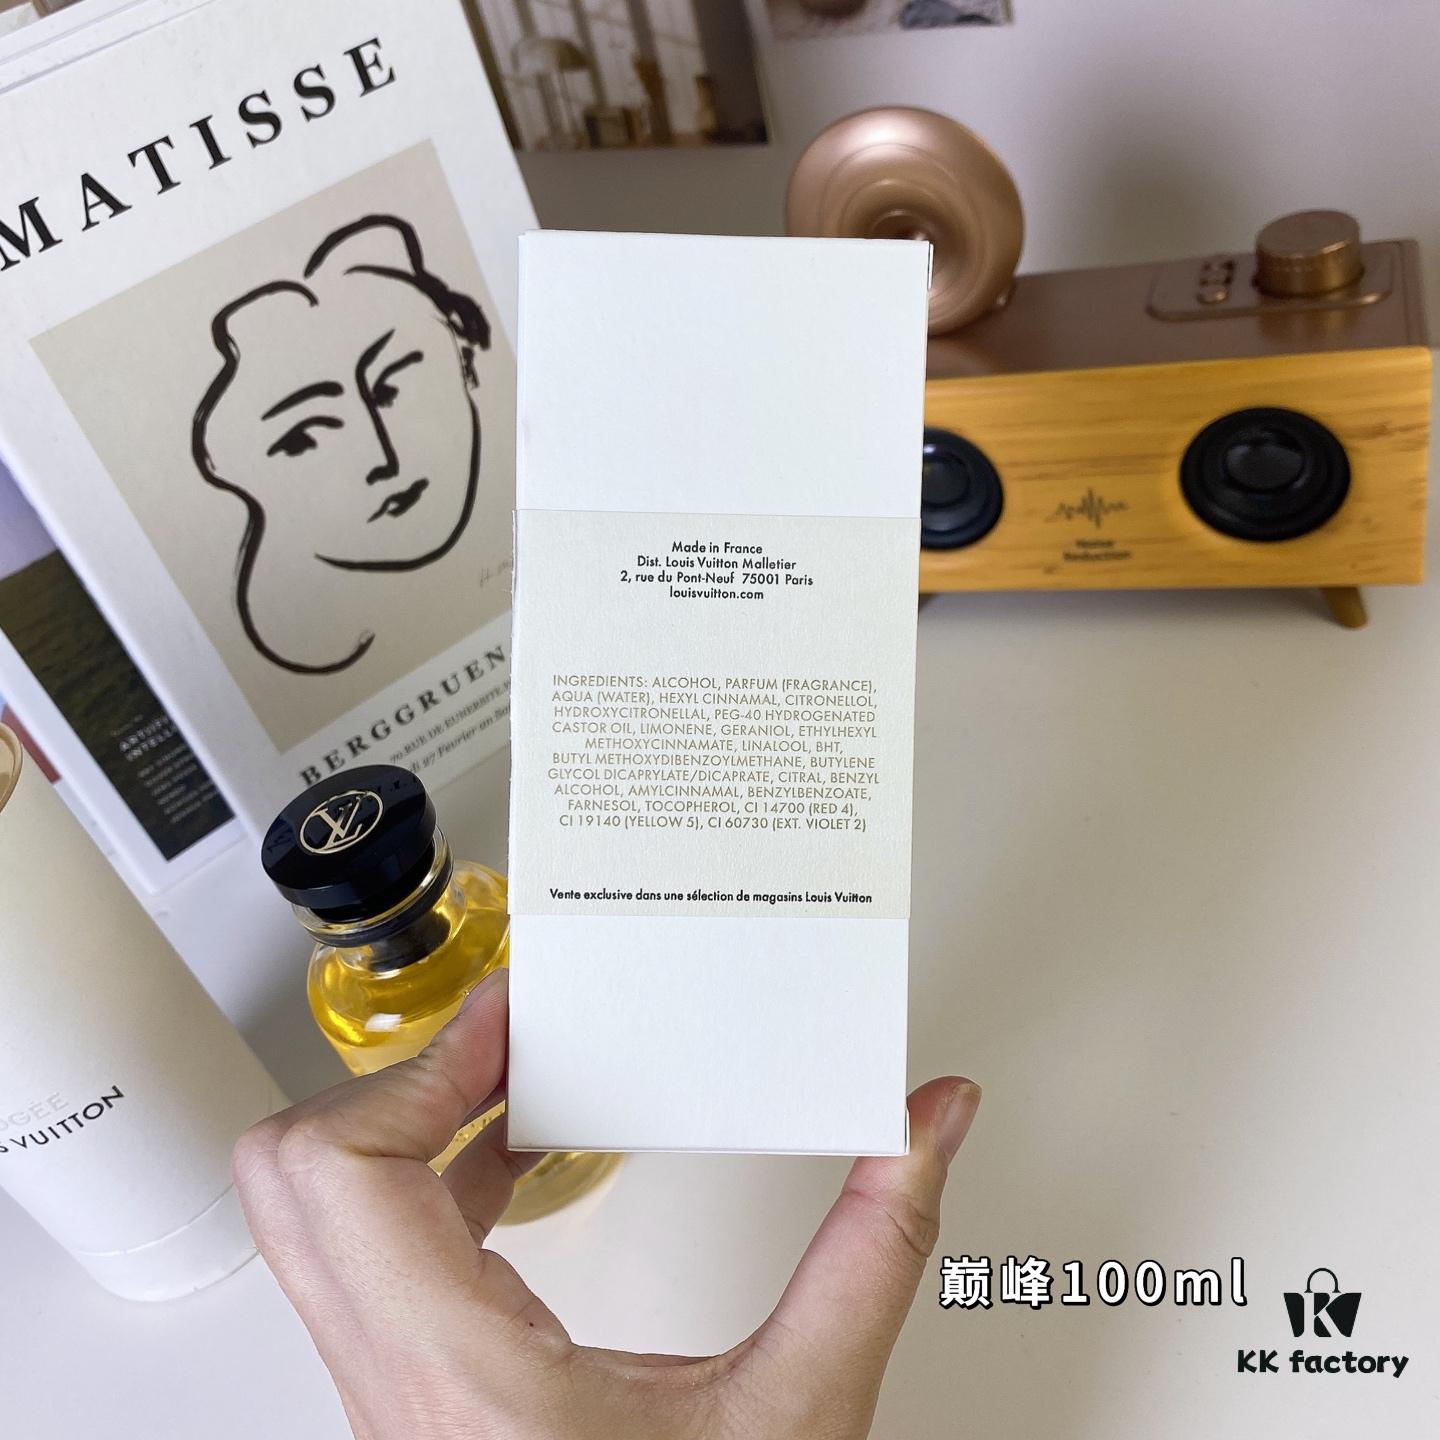 MATISSE
BERGGRUEN
Made in France
Dist. Louis Vuitton Malletier
2, rue du Pont-Neuf 75001 Paris
louisvuitton.com
INGREDIENTS: ALCOHOL, PARFUM (FRAGRANCE),
AQUA (WATER), HEXYL CINNAMAL, CITRONELLOL,
HYDROXYCITRONELLAL, PEG-40 HYDROGENATED
CASTOR OIL, LIMONENE, GERANIOL, ETHYLHEXYL
METHOXYCINNAMATE, LINALOOL, BHT,
BUTYL METHOXYDIBENZOYLMETHANE, BUTYLENE
GLYCOL DICAPRYLATE/DICAPRATE, CITRAL, BENZYL
ALCOHOL, AMYLCINNAMAL, BENZYLBENZOATE,
FARNESOL, TOCOPHEROL, CI 14700 (RED 4),
CI 19140 (YELLOW 5), CI 60730 (EXT. VIOLET 2)
Vente exclusive dans une sélection de magasins Louis Vuitton
LV
VUITTON
Noise
Reduction
巅峰100ml
KK factory